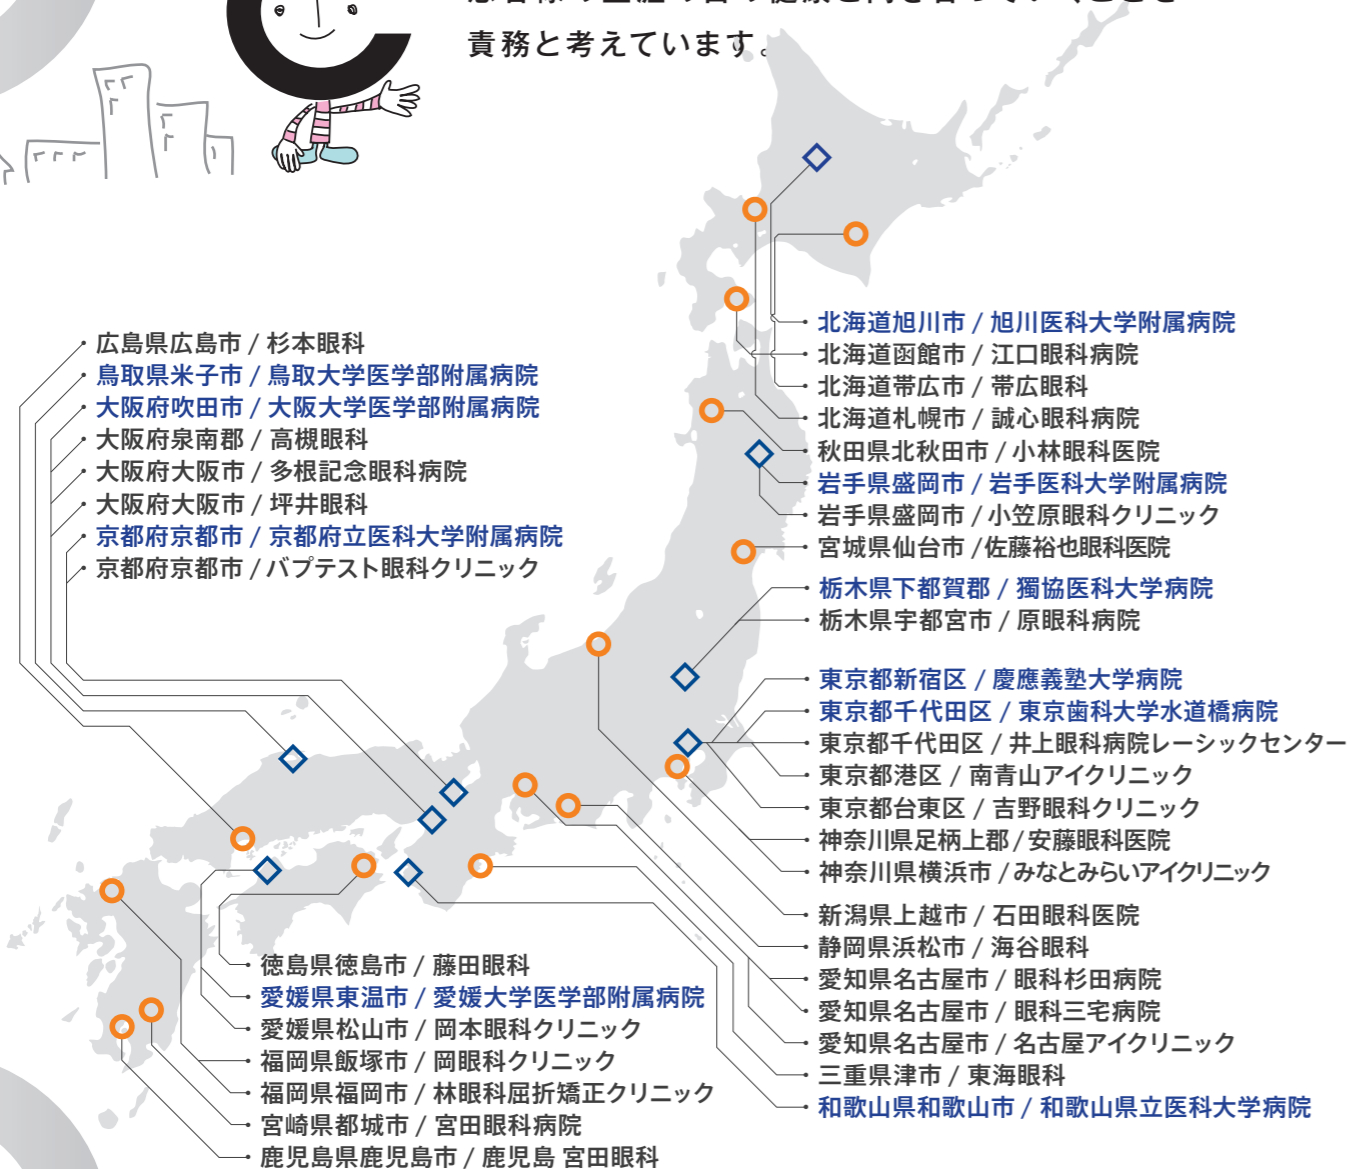 責務と考えています。
広島県広島市 / 杉本眼科
鳥取県米子市 / 鳥取大学医学部附属病院
大阪府吹田市 / 大阪大学医学部附属病院
大阪府泉南郡 / 高槻眼科
大阪府大阪市 / 多根記念眼科病院
大阪府大阪市 / 坪井眼科
京都府京都市 / 京都府立医科大学附属病院
京都府京都市 / バプテスト眼科クリニック
北海道旭川市 / 旭川医科大学附属病院
北海道函館市 / 江口眼科病院
北海道帯広市 / 帯広眼科
北海道札幌市 / 誠心眼科病院
秋田県北秋田市 / 小林眼科医院
岩手県盛岡市 / 岩手医科大学附属病院
岩手県盛岡市 / 小笠原眼科クリニック
宮城県仙台市 /佐藤裕也眼科医院
栃木県下都賀郡 / 獨協医科大学病院
栃木県宇都宮市 / 原眼科病院
東京都新宿区 / 慶應義塾大学病院
東京都千代田区 / 東京歯科大学水道橋病院
東京都千代田区 / 井上眼科病院レーシックセンター
東京都港区 / 南青山アイクリニック
東京都台東区 / 吉野眼科クリニック
神奈川県足柄上郡 / 安藤眼科医院
神奈川県横浜市 / みなとみらいアイクリニック
新潟県上越市 / 石田眼科医院
静岡県浜松市 / 海谷眼科
愛知県名古屋市 / 眼科杉田病院
愛知県名古屋市 / 眼科三宅病院
愛知県名古屋市 / 名古屋アイクリニック
三重県津市 / 東海眼科
和歌山県和歌山市 / 和歌山県立医科大学病院
徳島県徳島市 / 藤田眼科
愛媛県東温市 / 愛媛大学医学部附属病院
愛媛県松山市 / 岡本眼科クリニック
福岡県飯塚市 / 岡眼科クリニック
福岡県福岡市 / 林眼科屈折矯正クリニック
宮崎県都城市 / 宮田眼科病院
鹿児島県鹿児島市 / 鹿児島 宮田眼科